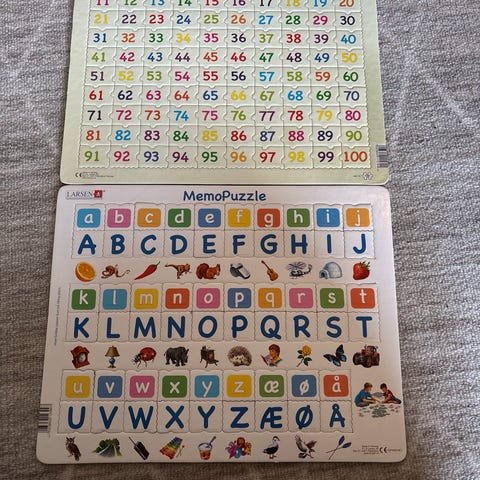 11 12 13 14 15 16 17 18 19 20
21 22 23 24 25 26 27 28 29 30
31 32 33 34 35 36 37 38 39 40
41 42 43 44 45 46 47 48 49 50
51 52 53 54 55 56 57 58 59 60
61 62 63 64 65 66 67 68 69 70
71 72 73 74 75 76 77 78 79 80
81 82 83 84 85 86 87 88 89 90
91 92 93 94 95 96 97 98 99 100
LARSEN MemoPuzzle
a b c d e f g h i j
A B C D E F G H I J
k l m n o p q r s t
K L M N O P Q R S T
u v w x y z æ ø å
U V W X Y Z Æ Ø Å